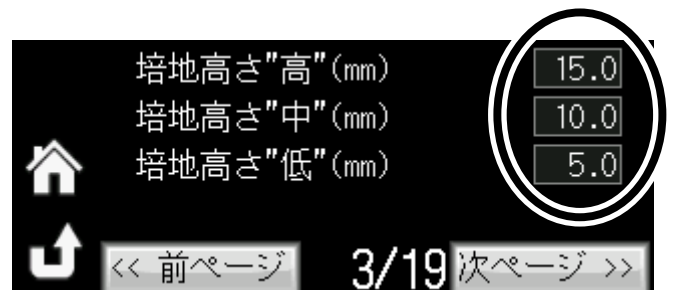 培地高さ"高"(mm) 15.0
培地高さ"中"(mm) 10.0
培地高さ"低"(mm) 5.0
<< 前ページ 3/19 次ページ >>